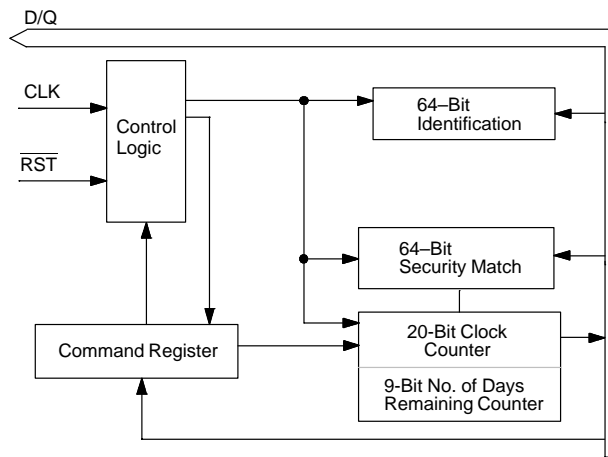 D/Q
CLK
RST
Control
Logic
64–Bit
Identification
64–Bit
Security Match
Command Register
20-Bit Clock
Counter
9-Bit No. of Days
Remaining Counter